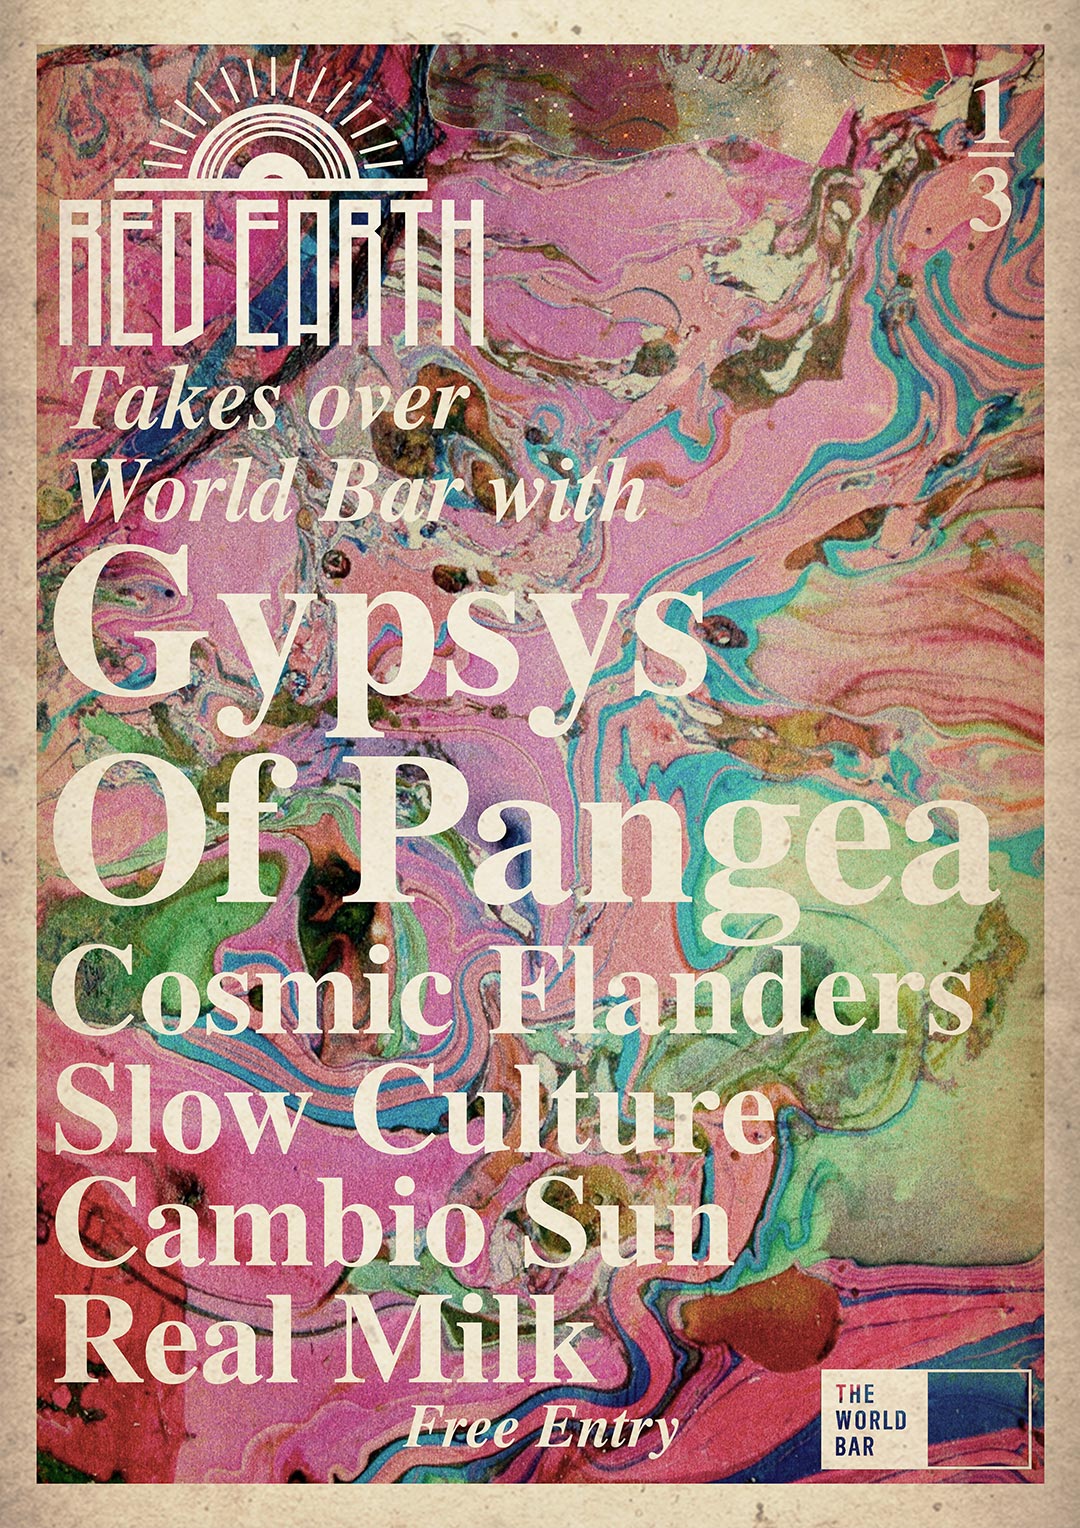 RED EARTH
1
3
Takes over
World Bar with
Gypsys
Of Pangea
Cosmic Flanders
Slow Culture
Cambio Sun
Real Milk
Free Entry
THE
WORLD
BAR